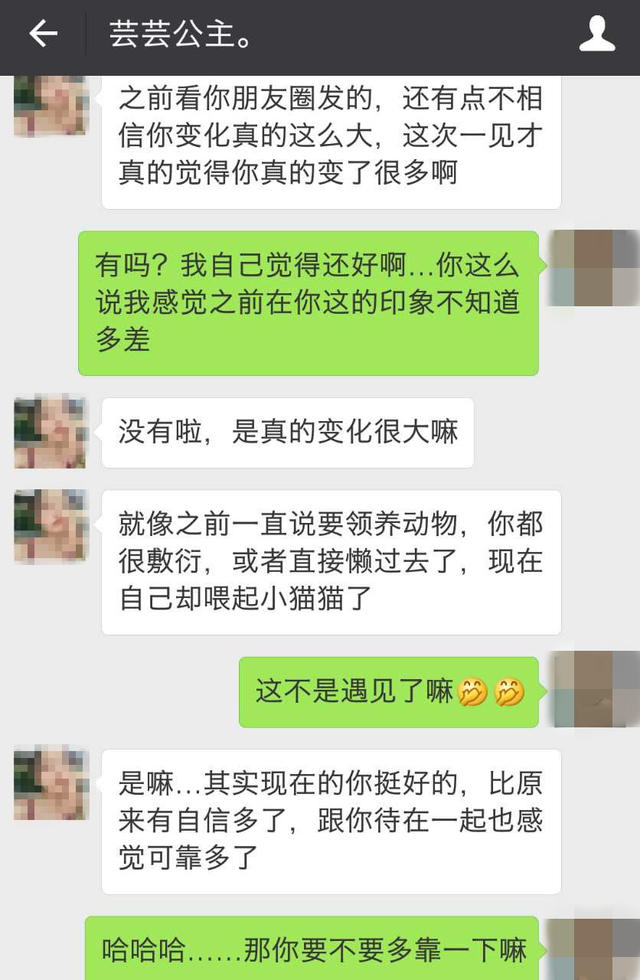 芸芸公主。
之前看你朋友圈发的，还有点不相
信你变化真的这么大，这次一见才
真的觉得你真的变了很多啊
有吗？我自己觉得还好啊...你这么
说我感觉之前在你这的印象不知道
多差
没有啦，是真的变化很大嘛
就像之前一直说要领养动物，你都
很敷衍，或者直接懒过去了，现在
自己却喂起小猫猫了
这不是遇见了嘛🤭🤭
是嘛...其实现在的你挺好的，比原
来有自信多了，跟你待在一起也感
觉可靠多了
哈哈哈......那你要不要多靠一下嘛